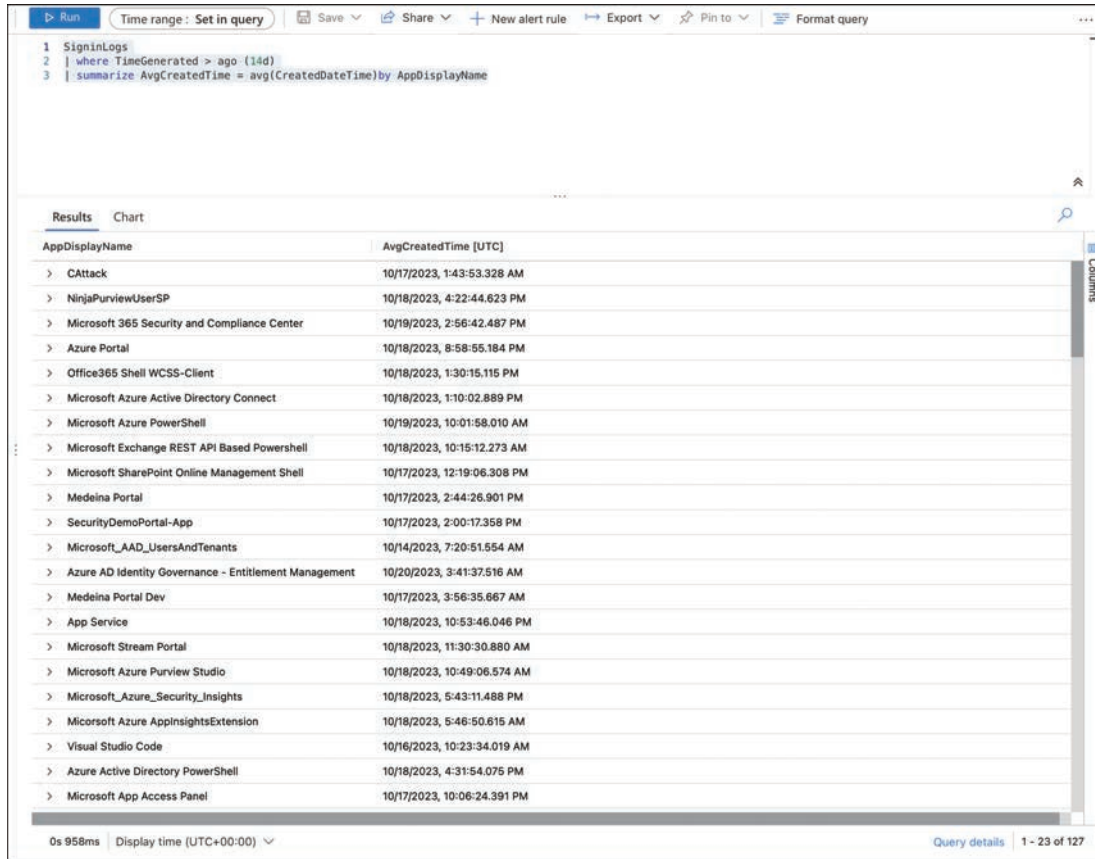 Run Time range : Set in query Save Share New alert rule Export Pin to Format query ...
1 SigninLogs
2 | where TimeGenerated > ago (14d)
3 | summarize AvgCreatedTime = avg(CreatedDateTime)by AppDisplayName
Results Chart
AppDisplayName AvgCreatedTime [UTC]
Columns
CAttack 10/17/2023, 1:43:53.328 AM
NinjaPurviewUserSP 10/18/2023, 4:22:44.623 PM
Microsoft 365 Security and Compliance Center 10/19/2023, 2:56:42.487 PM
Azure Portal 10/18/2023, 8:58:55.184 PM
Office365 Shell WCSS-Client 10/18/2023, 1:30:15.115 PM
Microsoft Azure Active Directory Connect 10/18/2023, 1:10:02.889 PM
Microsoft Azure PowerShell 10/19/2023, 10:01:58.010 AM
Microsoft Exchange REST API Based Powershell 10/18/2023, 10:15:12.273 AM
Microsoft SharePoint Online Management Shell 10/17/2023, 12:19:06.308 PM
Medeina Portal 10/17/2023, 2:44:26.901 PM
SecurityDemoPortal-App 10/17/2023, 2:00:17.358 PM
Microsoft_AAD_UsersAndTenants 10/14/2023, 7:20:51.554 AM
Azure AD Identity Governance - Entitlement Management 10/20/2023, 3:41:37.516 AM
Medeina Portal Dev 10/17/2023, 3:56:35.667 AM
App Service 10/18/2023, 10:53:46.046 PM
Microsoft Stream Portal 10/18/2023, 11:30:30.880 AM
Microsoft Azure Purview Studio 10/18/2023, 10:49:06.574 AM
Microsoft_Azure_Security_Insights 10/18/2023, 5:43:11.488 PM
Micorsoft Azure AppInsightsExtension 10/18/2023, 5:46:50.615 AM
Visual Studio Code 10/16/2023, 10:23:34.019 AM
Azure Active Directory PowerShell 10/18/2023, 4:31:54.075 PM
Microsoft App Access Panel 10/17/2023, 10:06:24.391 PM
0s 958ms Display time (UTC+00:00) Query details 1 - 23 of 127